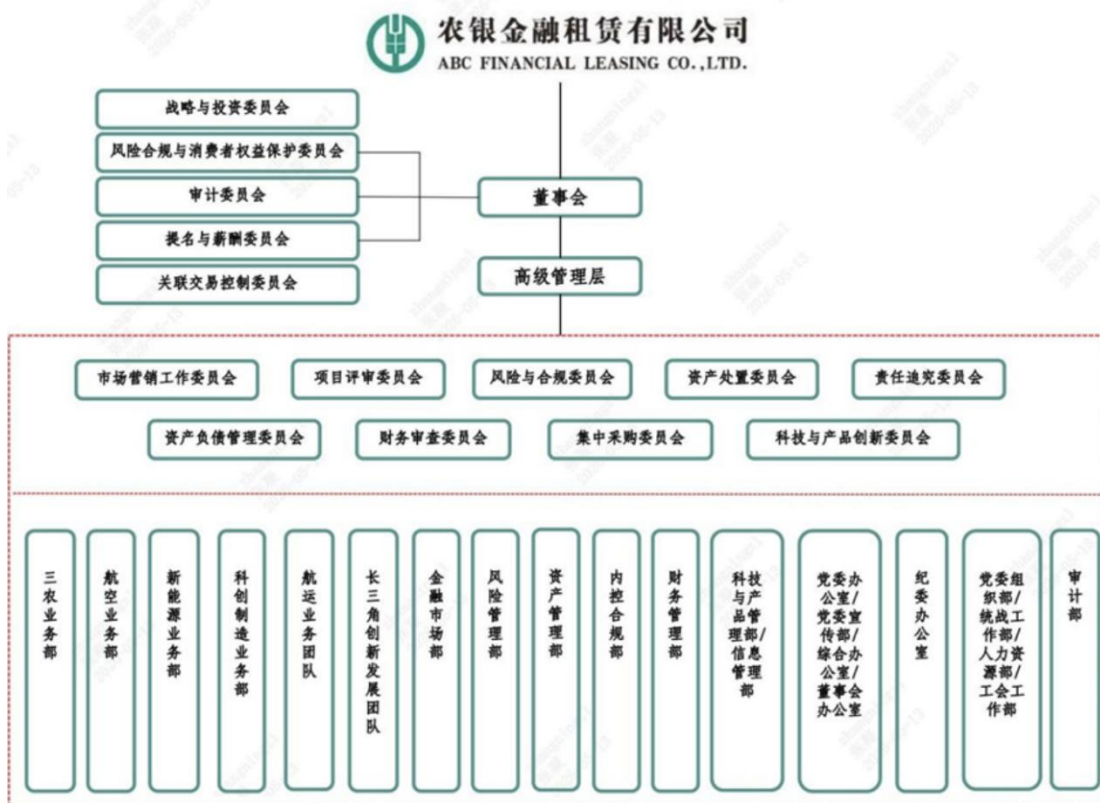 农银金融租赁有限公司
ABC FINANCIAL LEASING CO.,LTD.
战略与投资委员会
风险合规与消费者权益保护委员会
审计委员会
提名与薪酬委员会
关联交易控制委员会
董事会
高级管理层
市场营销工作委员会
项目评审委员会
风险与合规委员会
资产处置委员会
责任追究委员会
资产负债管理委员会
财务审查委员会
集中采购委员会
科技与产品创新委员会
三农业务部
航空业务部
新能源业务部
科创制造业务部
航运业务团队
长三角创新发展团队
金融市场部
风险管理部
资产管理部
内控合规部
财务管理部
科技
与产
品管
理部/
信息
管理
部
党委办
公室/
党委宣
传部/
综合办
公室/
董事会
办公室
纪委办公室
党委组
织部/
统战工
作部/
人力资
源部/
工会工
作部
审计部